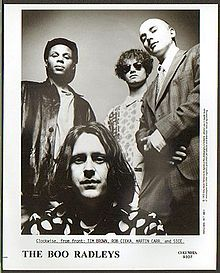 Clockwise, from front: TIM BROWN, ROB CIEKA, MARTIN CARR, and SICE.
THE BOO RADLEYS
COLUMBIA